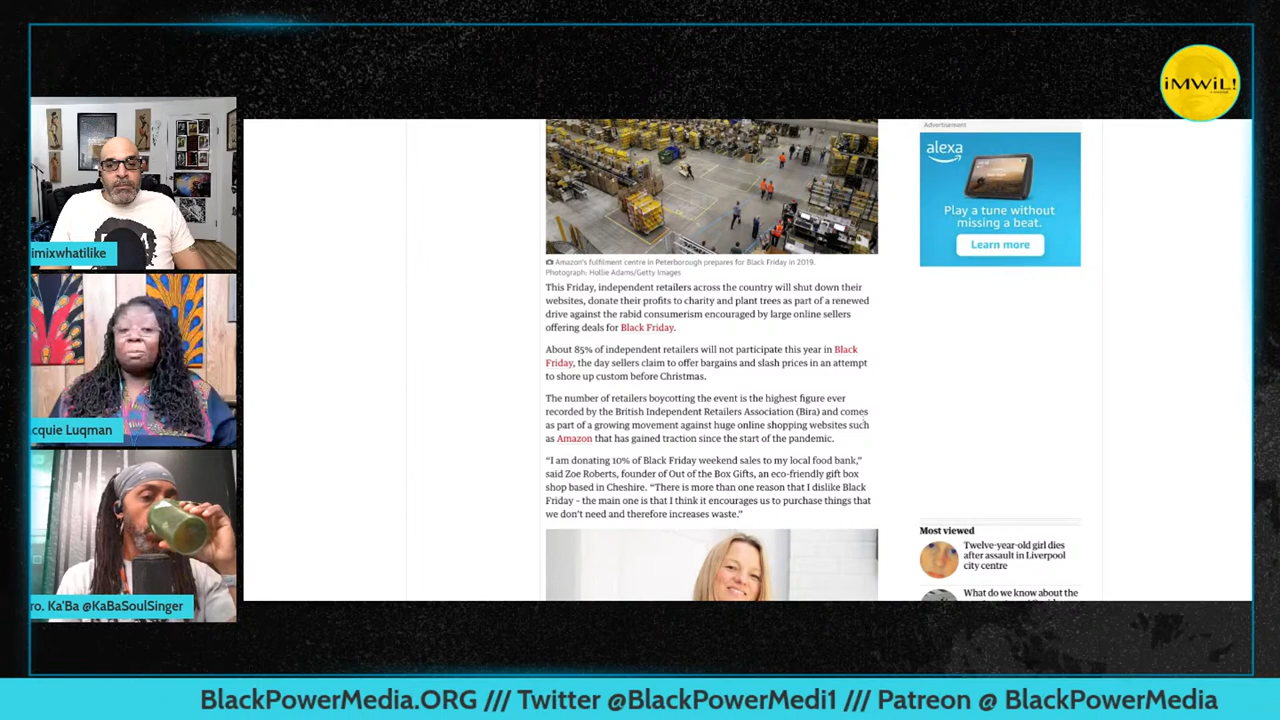 iMWiL!
imixwhatilike
cquie Luqman
ro. Ka'Ba @KaBaSoulSinger
Amazon's fulfilment centre in Peterborough prepares for Black Friday in 2019.
Photograph: Hollie Adams/Getty Images
This Friday, independent retailers across the country will shut down their
websites, donate their profits to charity and plant trees as part of a renewed
drive against the rabid consumerism encouraged by large online sellers
offering deals for Black Friday.
About 85% of independent retailers will not participate this year in Black
Friday, the day sellers claim to offer bargains and slash prices in an attempt
to shore up custom before Christmas.
The number of retailers boycotting the event is the highest figure ever
recorded by the British Independent Retailers Association (Bira) and comes
as part of a growing movement against huge online shopping websites such
as Amazon that has gained traction since the start of the pandemic.
“I am donating 10% of Black Friday weekend sales to my local food bank,”
said Zoe Roberts, founder of Out of the Box Gifts, an eco-friendly gift box
shop based in Cheshire. “There is more than one reason that I dislike Black
Friday – the main one is that I think it encourages us to purchase things that
we don’t need and therefore increases waste.”
Advertisement
alexa
Play a tune without
missing a beat.
Learn more
Most viewed
Twelve-year-old girl dies
after assault in Liverpool
city centre
What do we know about the
BlackPowerMedia.ORG /// Twitter @BlackPowerMedi1 /// Patreon @ BlackPowerMedia